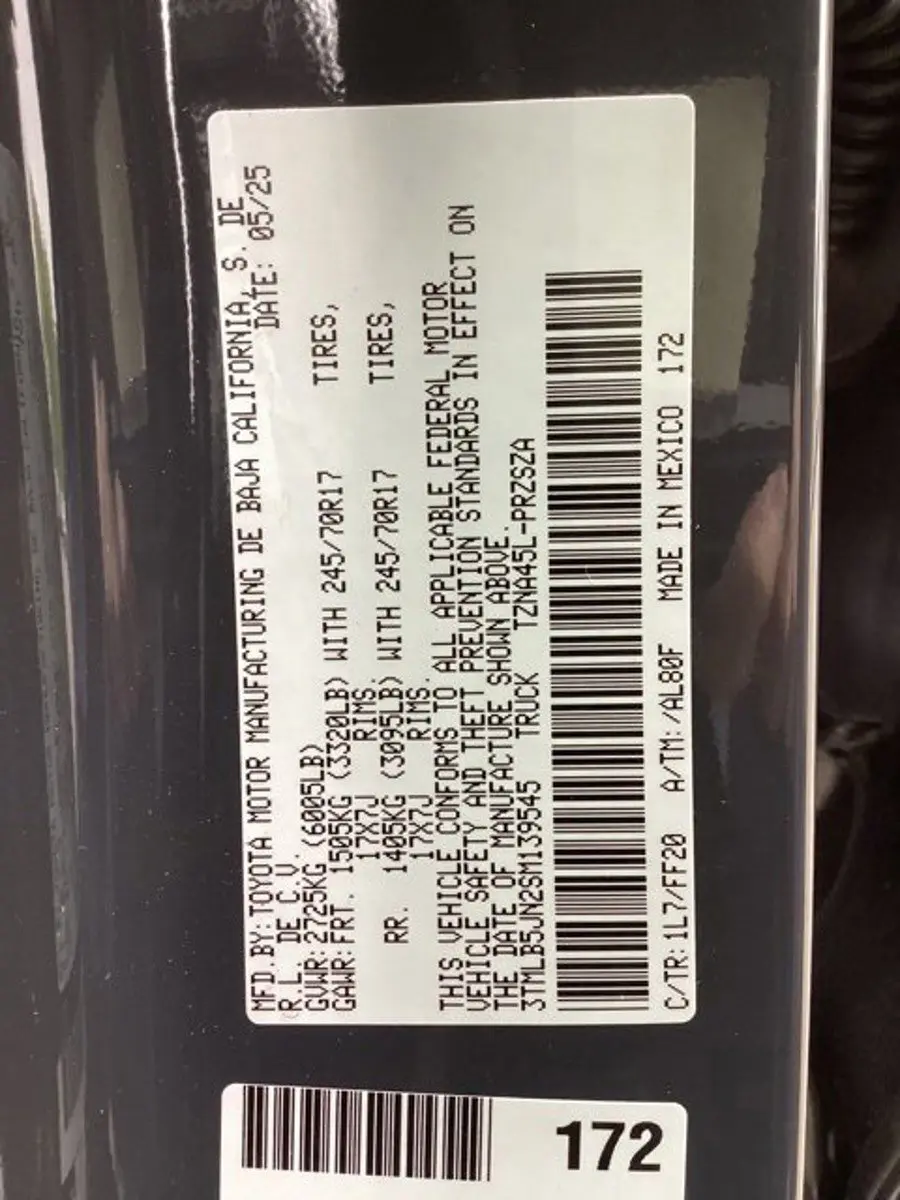 MFD.BY:TOYOTA MOTOR MANUFACTURING DE BAJA CALIFORNIA, S. DE
R.L. DE C.V. DATE: 05/25
GVWR:2725KG (6005LB)
GAWR:FRT. 1505KG (3320LB) WITH 245/70R17 TIRES,
17X7J RIMS.
RR. 1405KG (3095LB) WITH 245/70R17 TIRES,
17X7J RIMS.
THIS VEHICLE CONFORMS TO ALL APPLICABLE FEDERAL MOTOR
VEHICLE SAFETY AND THEFT PREVENTION STANDARDS IN EFFECT ON
THE DATE OF MANUFACTURE SHOWN ABOVE.
3TMLB5JN2SM139545 TRUCK TZNA45L-PRZSZA
C/TR:1L7/FF20 A/TM:/AL80F MADE IN MEXICO 172
172